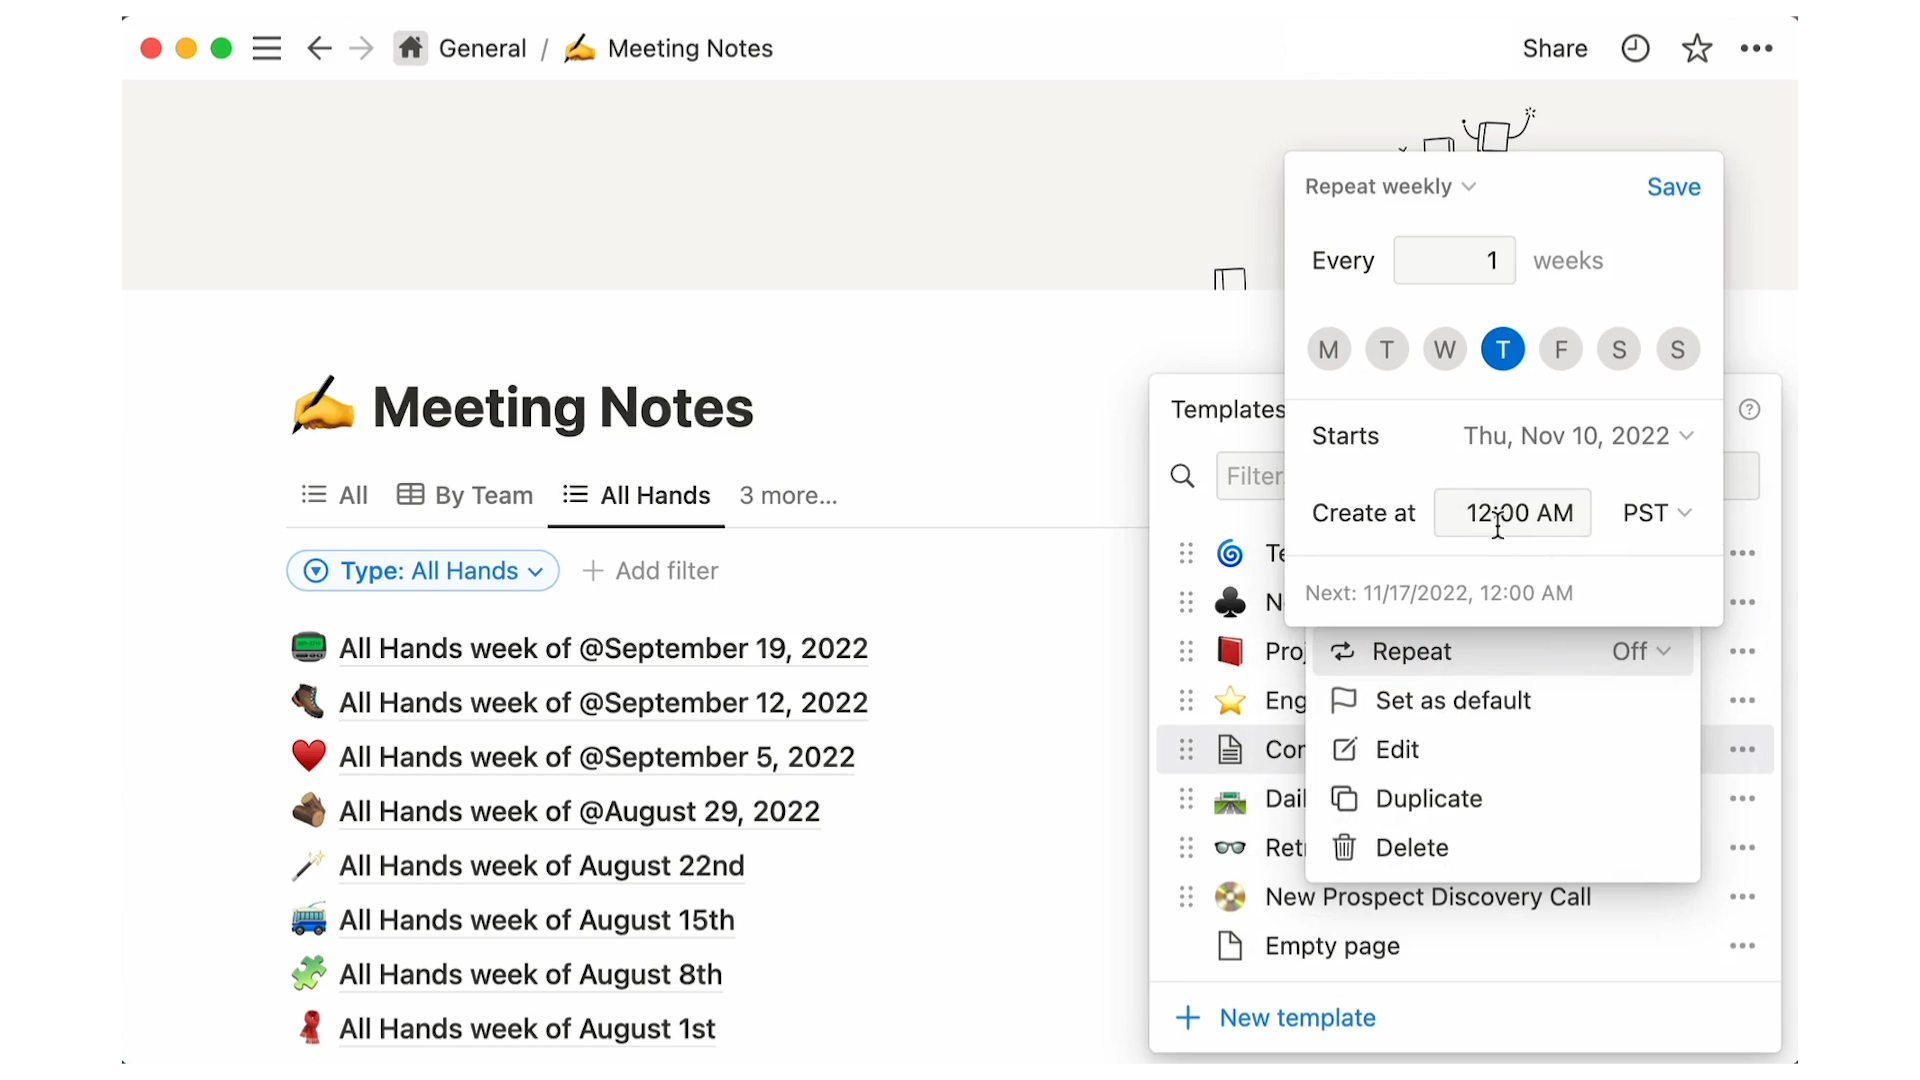 General / Meeting Notes
Share
Repeat weekly
Save
Every 1 weeks
M T W T F S S
Starts Thu, Nov 10, 2022
Create at 12:00 AM PST
Next: 11/17/2022, 12:00 AM
Meeting Notes
All By Team All Hands 3 more...
Type: All Hands
+ Add filter
All Hands week of @September 19, 2022
All Hands week of @September 12, 2022
All Hands week of @September 5, 2022
All Hands week of @August 29, 2022
All Hands week of August 22nd
All Hands week of August 15th
All Hands week of August 8th
All Hands week of August 1st
Templates
Filter
Repeat Off
Set as default
Edit
Duplicate
Delete
New Prospect Discovery Call
Empty page
+ New template